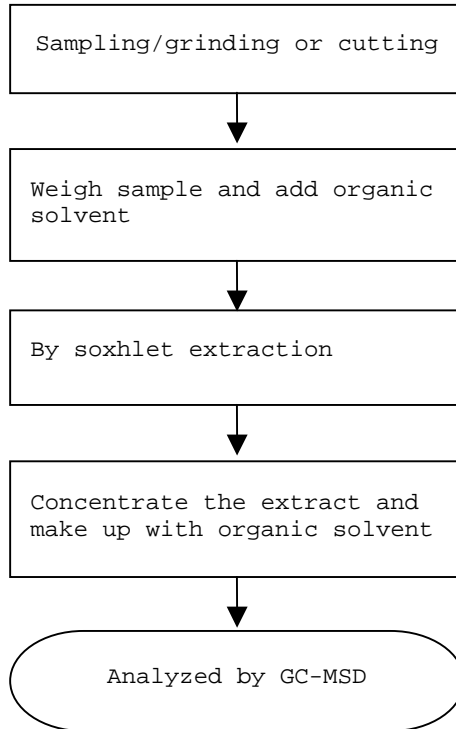 Sampling/grinding or cutting
Weigh sample and add organic
solvent
By soxhlet extraction
Concentrate the extract and
make up with organic solvent
Analyzed by GC-MSD